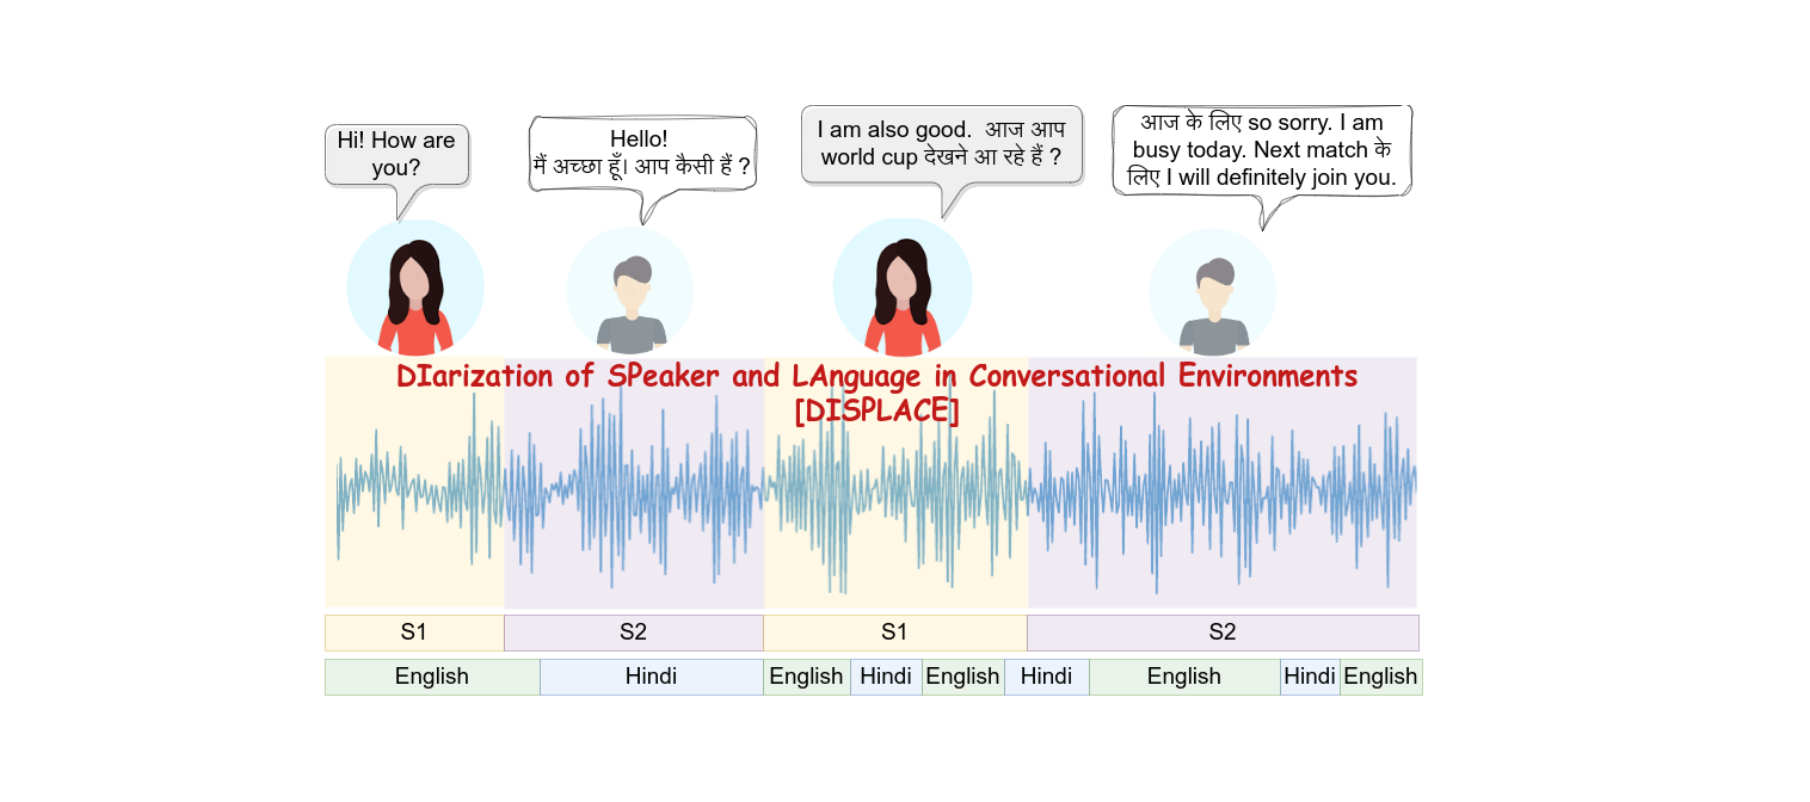 Hi! How are
you?
Hello!
मैं अच्छा हूँ। आप कैसी हैं ?
I am also good. आज आप
world cup देखने आ रहे हैं ?
आज के लिए so sorry. I am
busy today. Next match के
लिए I will definitely join you.
DIarization of SPeaker and LAnguage in Conversational Environments
[DISPLACE]
S1 S2 S1 S2
English Hindi English Hindi English Hindi English Hindi English